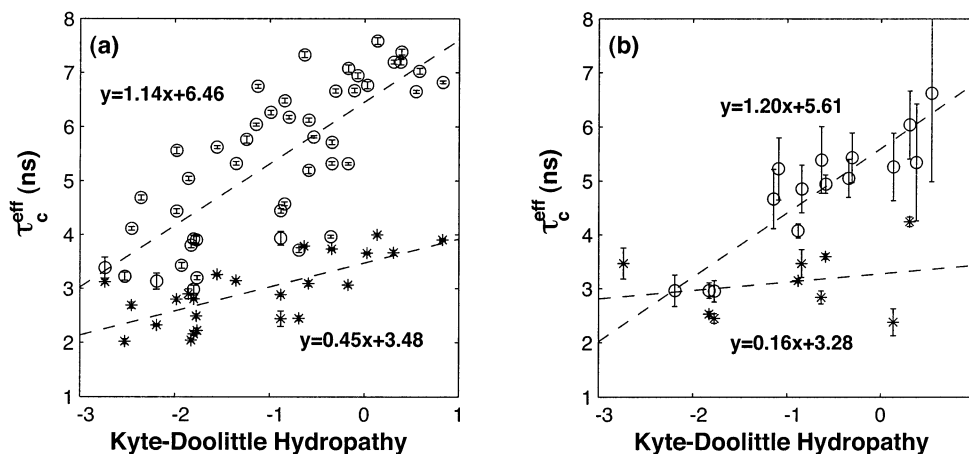 (a)
y=1.14x+6.46
y=0.45x+3.48
8
7
6
5
4
3
2
1
-3 -2 -1 0 1
τ_c^eff (ns)
Kyte-Doolittle Hydropathy
(b)
y=1.20x+5.61
y=0.16x+3.28
8
7
6
5
4
3
2
1
-3 -2 -1 0
τ_c^eff (ns)
Kyte-Doolittle Hydropathy